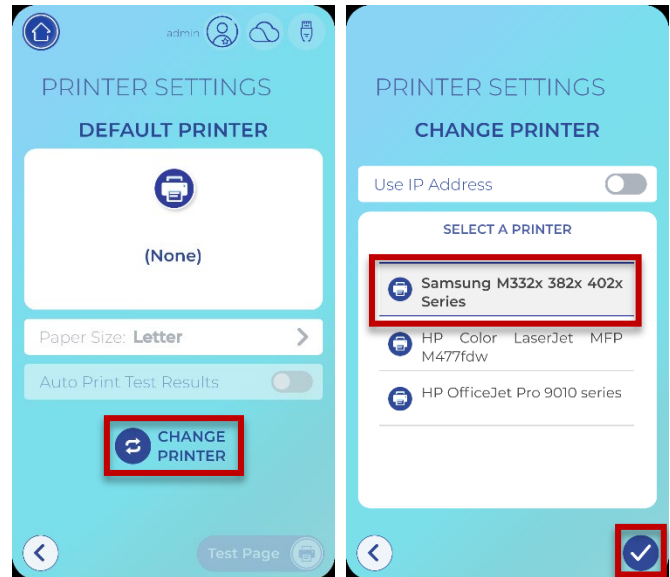 admin
PRINTER SETTINGS
DEFAULT PRINTER
(None)
Paper Size: Letter
Auto Print Test Results
CHANGE
PRINTER
Test Page
PRINTER SETTINGS
CHANGE PRINTER
Use IP Address
SELECT A PRINTER
Samsung M332x 382x 402x
Series
HP Color LaserJet MFP
M477fdw
HP OfficeJet Pro 9010 series